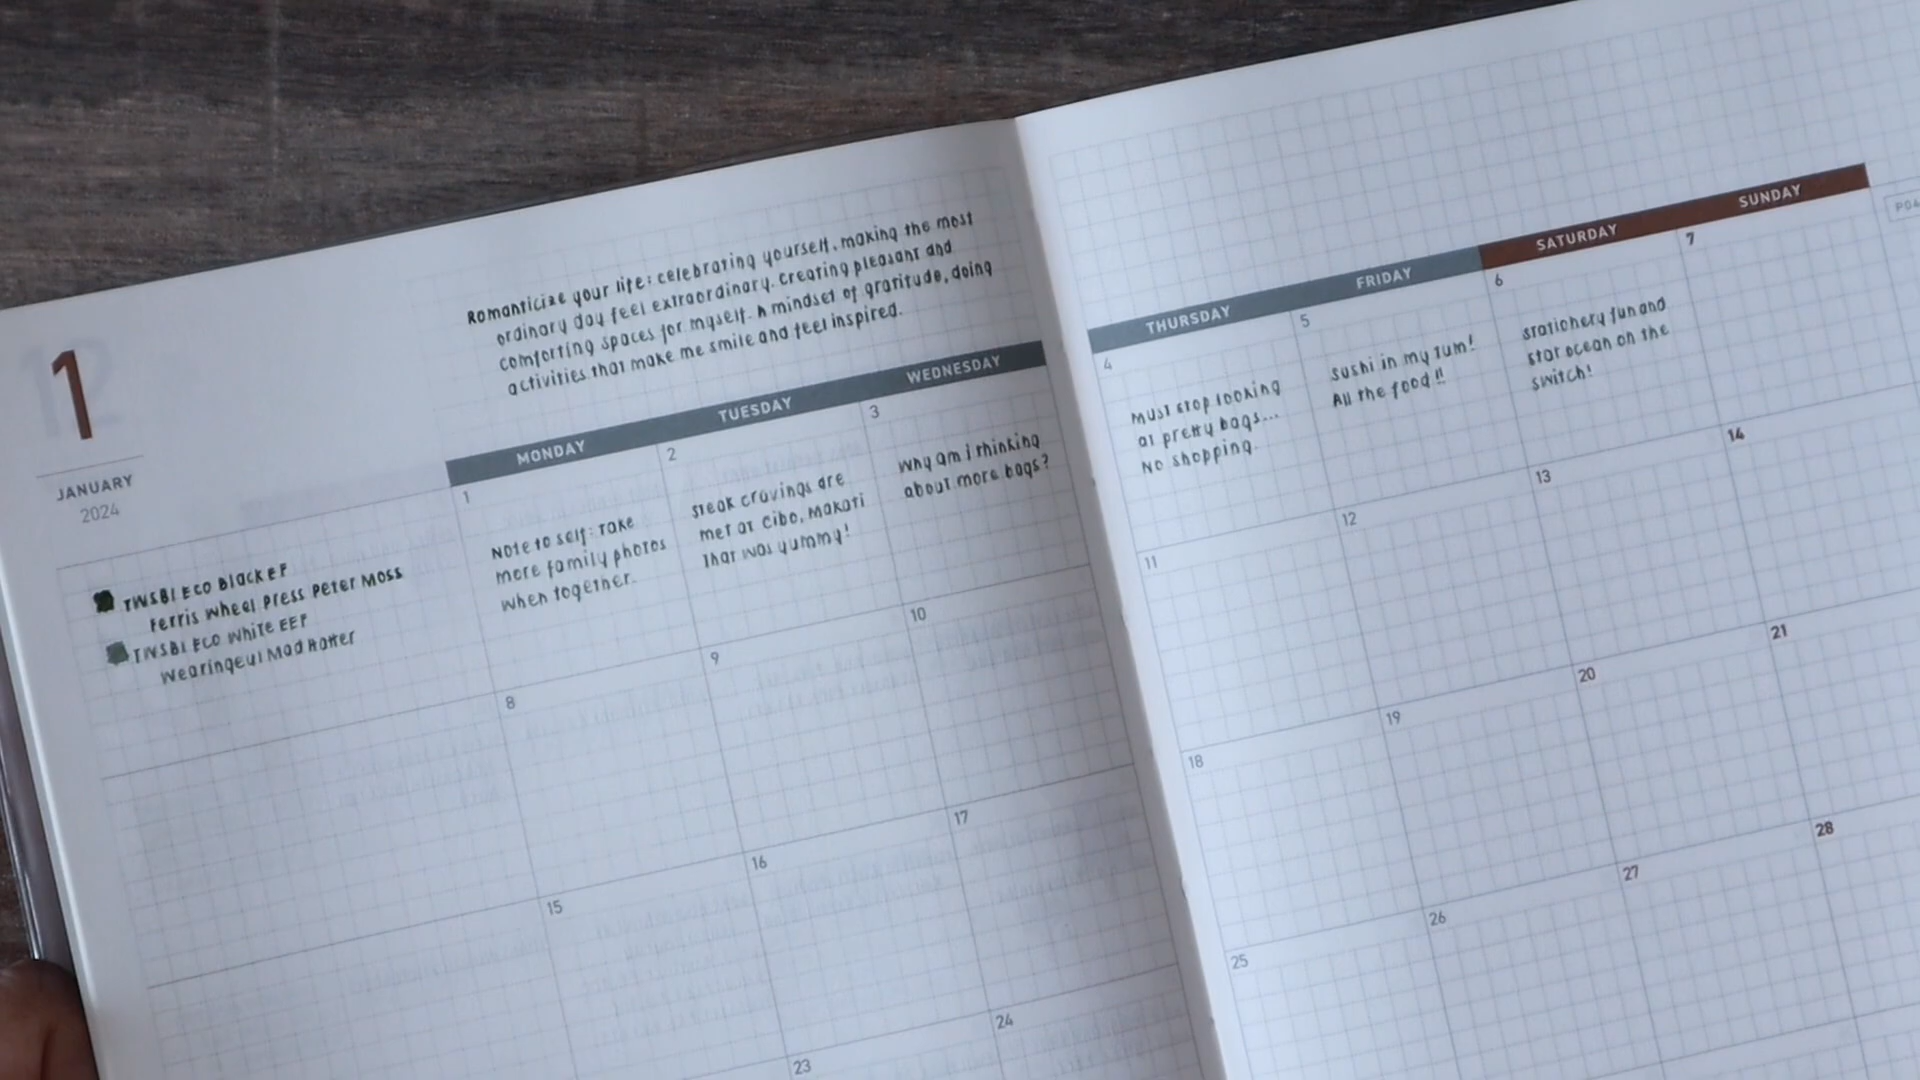 Romanticize your life: celebrating yourself, making the most
ordinary day feel extraordinary. Creating pleasant and
comforting spaces for myself. A mindset of gratitude, doing
activities that make me smile and feel inspired.
1
JANUARY
2024
TWSBI ECO Black EF
Ferris Wheel Press Peter Moss
TWSBI ECO White EEF
Wearingeul Mad Hatter
MONDAY
TUESDAY
WEDNESDAY
THURSDAY
FRIDAY
SATURDAY
SUNDAY
1
Note to self: Take
more family photos
when together.
2
Steak cravings are
met at Cibo, Makati
That was yummy!
3
Why am i thinking
about more bags?
4
Must stop looking
at pretty bags...
No shopping.
5
Sushi in my tum!
All the food!!
6
Stationery fun and
star ocean on the
switch!
7
8
9
10
11
12
13
14
15
16
17
18
19
20
21
23
24
25
26
27
28